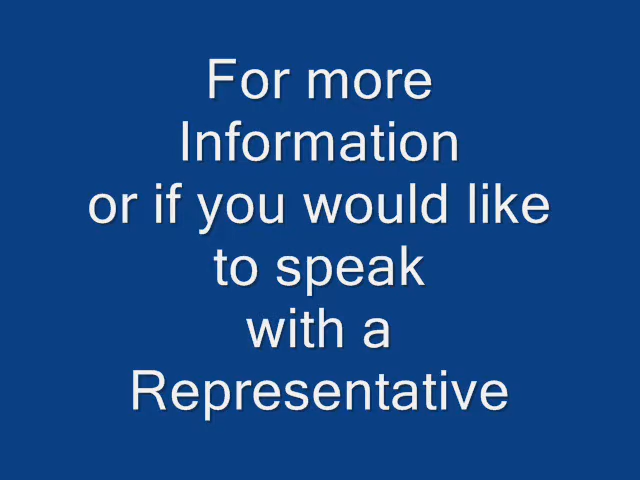 For more
Information
or if you would like
to speak
with a
Representative